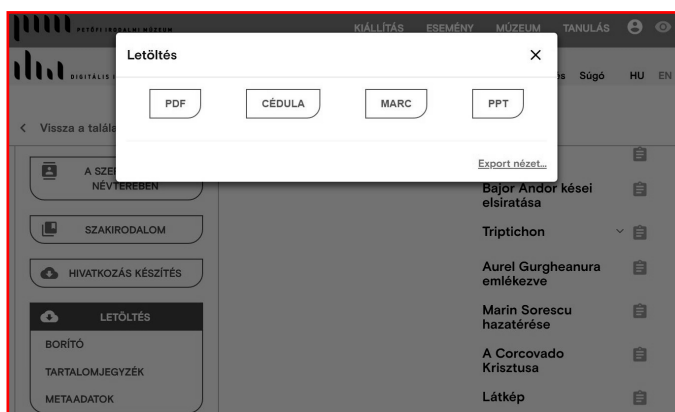 PETŐFI IRODALMI MÚZEUM
KIÁLLÍTÁS ESEMÉNY MÚZEUM TANULÁS
Letöltés
DIGITÁLIS
Súgó HU EN
PDF CÉDULA MARC PPT
Vissza a
Export nézet...
A
NÉVTERÉBEN
Bajor Andor kései
elsiratása
SZAKIRODALOM
Triptichon
HIVATKOZÁS KÉSZÍTÉS
Aurel Gurgheanura
emlékezve
LETÖLTÉS
Marin Sorescu
hazatérése
BORÍTÓ
A Corcovado
Krisztusa
TARTALOMJEGYZÉK
METAADATOK
Látkép